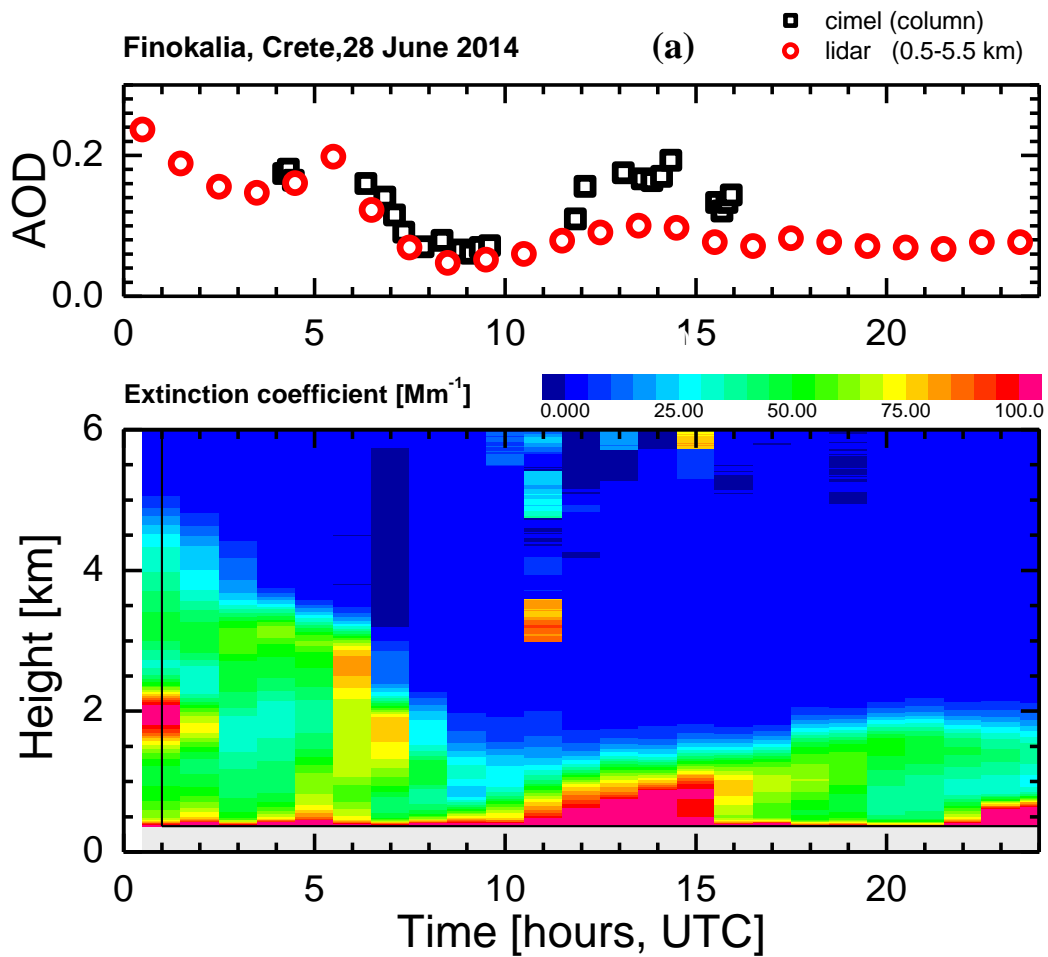 Finokalia, Crete,28 June 2014
(a)
cimel (column)
lidar (0.5-5.5 km)
AOD
0.2
0.0
0 5 10 15 20
Extinction coefficient [Mm⁻¹]
0.000 25.00 50.00 75.00 100.0
Height [km]
6
4
2
0
0 5 10 15 20
Time [hours, UTC]